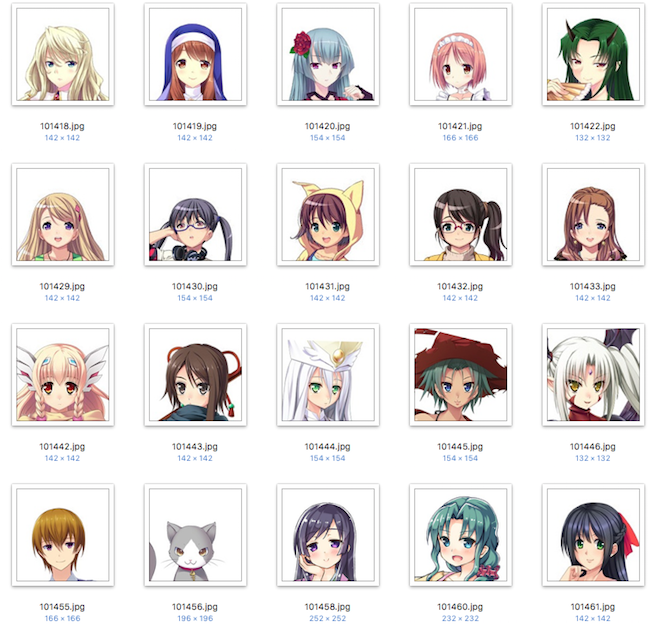 101418.jpg 101419.jpg 101420.jpg 101421.jpg 101422.jpg
142 × 142 142 × 142 154 × 154 166 × 166 132 × 132
101429.jpg 101430.jpg 101431.jpg 101432.jpg 101433.jpg
142 × 142 154 × 154 142 × 142 142 × 142 142 × 142
101442.jpg 101443.jpg 101444.jpg 101445.jpg 101446.jpg
142 × 142 142 × 142 154 × 154 154 × 154 132 × 132
101455.jpg 101456.jpg 101458.jpg 101460.jpg 101461.jpg
166 × 166 196 × 196 252 × 252 232 × 232 142 × 142